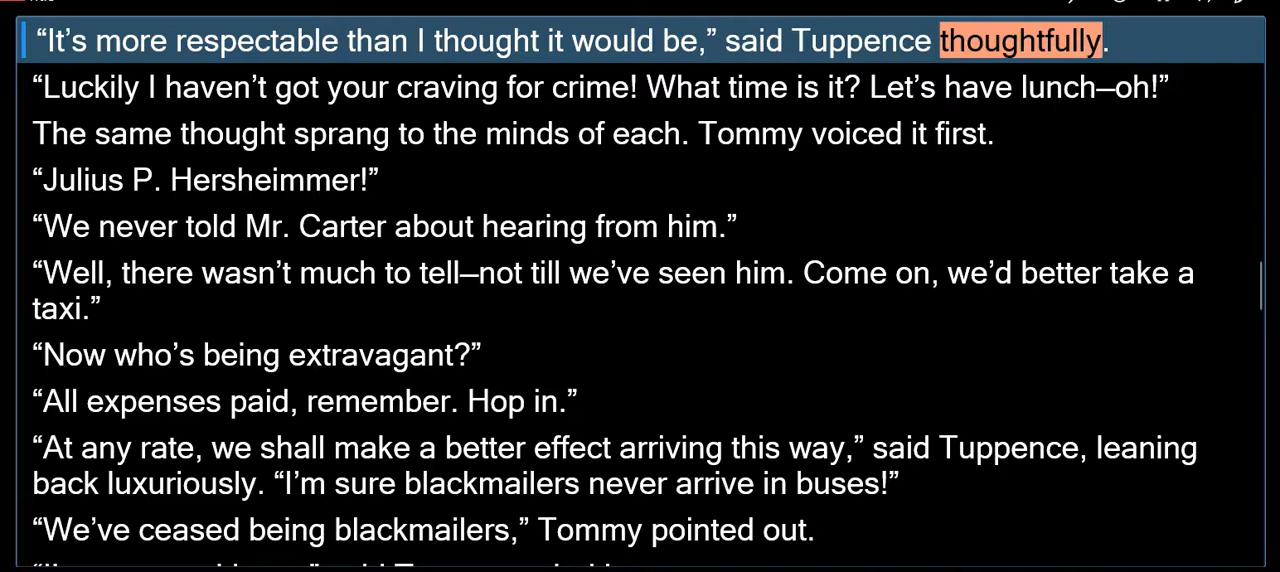 “It’s more respectable than I thought it would be,” said Tuppence thoughtfully.
“Luckily I haven’t got your craving for crime! What time is it? Let’s have lunch—oh!”
The same thought sprang to the minds of each. Tommy voiced it first.
“Julius P. Hersheimmer!”
“We never told Mr. Carter about hearing from him.”
“Well, there wasn’t much to tell—not till we’ve seen him. Come on, we’d better take a
taxi.”
“Now who’s being extravagant?”
“All expenses paid, remember. Hop in.”
“At any rate, we shall make a better effect arriving this way,” said Tuppence, leaning
back luxuriously. “I’m sure blackmailers never arrive in buses!”
“We’ve ceased being blackmailers,” Tommy pointed out.